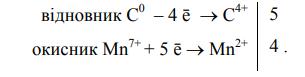 відновник C⁰ – 4 ē → C⁴⁺ | 5
окисник Mn⁷⁺ + 5 ē → Mn²⁺ | 4 .